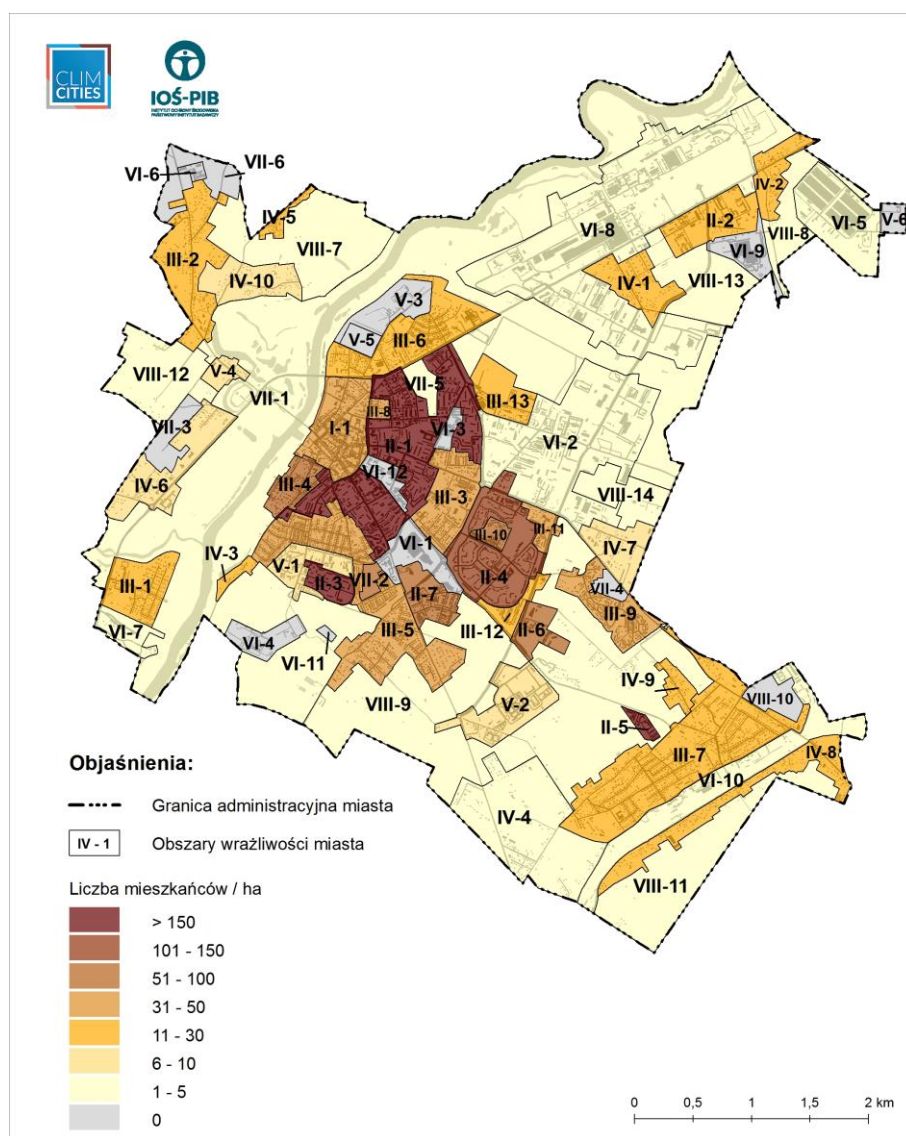 CLIM
CITIES
IOŚ-PIB
INSTYTUT OCHRONY ŚRODOWISKA
PAŃSTWOWY INSTYTUT BADAWCZY
VI-6
VII-6
IV-5
VIII-7
III-2
IV-10
VI-8
IV-2
II-2
VI-9
VIII-8
VI-5
V-6
IV-1
VIII-13
V-3
V-5
III-6
VIII-12
V-4
VII-1
VII-5
III-13
VII-3
I-1
III-8
VI-3
II-1
VI-2
IV-6
III-4
VI-12
III-3
VIII-14
III-10
III-11
IV-7
VI-1
IV-3
V-1
II-3
VII-2
II-7
II-4
VII-4
III-9
III-1
III-5
III-12
II-6
VI-7
VI-4
VI-11
IV-9
VIII-10
VIII-9
V-2
II-5
III-7
IV-8
VI-10
IV-4
VIII-11
Objaśnienia:
Granica administracyjna miasta
IV - 1 Obszary wrażliwości miasta
Liczba mieszkańców / ha
> 150
101 - 150
51 - 100
31 - 50
11 - 30
6 - 10
1 - 5
0
0 0,5 1 1,5 2 km